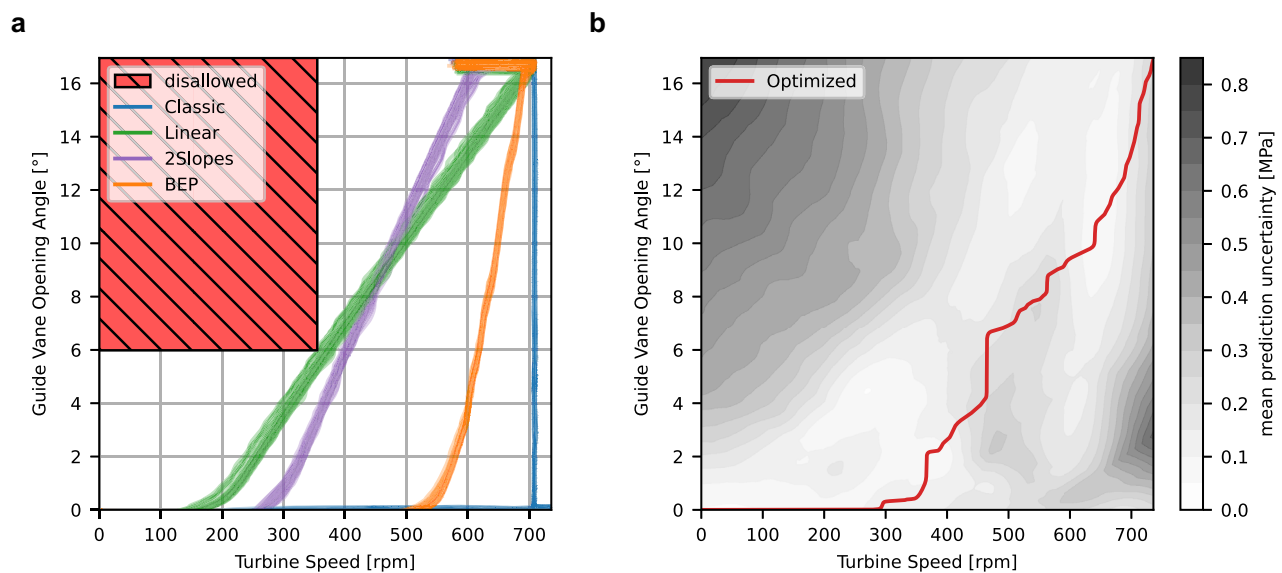 a
disallowed
Classic
Linear
2Slopes
BEP
16
14
12
10
8
6
4
2
0
Guide Vane Opening Angle [°]
0 100 200 300 400 500 600 700
Turbine Speed [rpm]
b
Optimized
16
14
12
10
8
6
4
2
0
Guide Vane Opening Angle [°]
0 100 200 300 400 500 600 700
Turbine Speed [rpm]
0.8
0.7
0.6
0.5
0.4
0.3
0.2
0.1
0.0
mean prediction uncertainty [MPa]